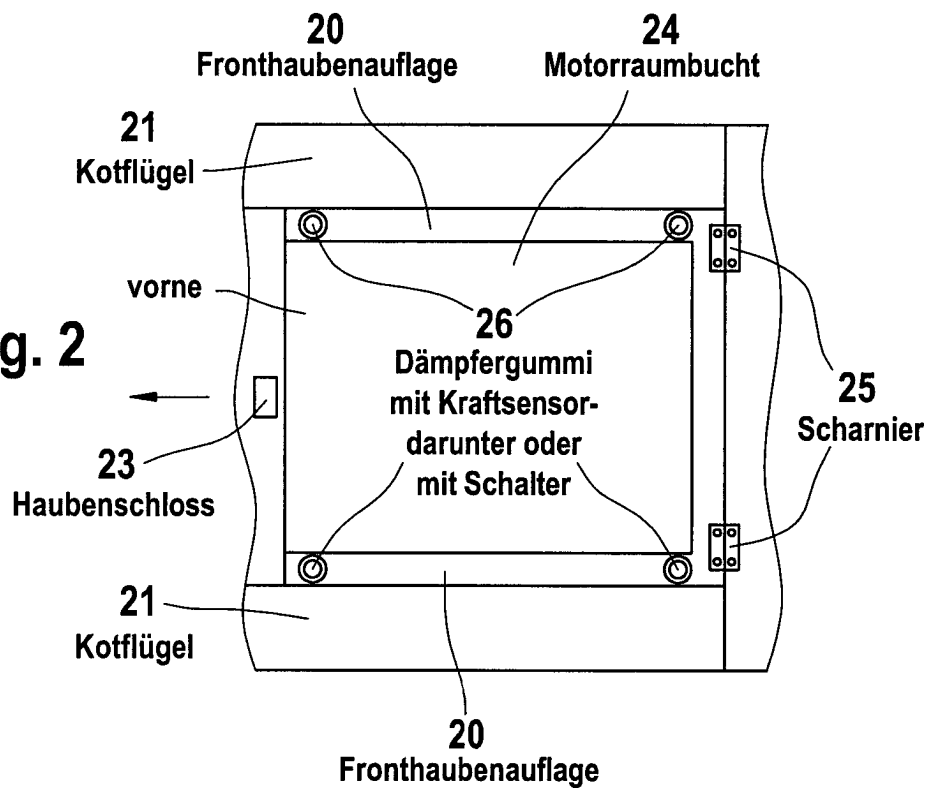 20
Fronthaubenauflage
24
Motorraumbucht
21
Kotflügel
vorne
g. 2
26
Dämpfergummi
mit Kraftsensor-
darunter oder
mit Schalter
25
Scharnier
23
Haubenschloss
21
Kotflügel
20
Fronthaubenauflage